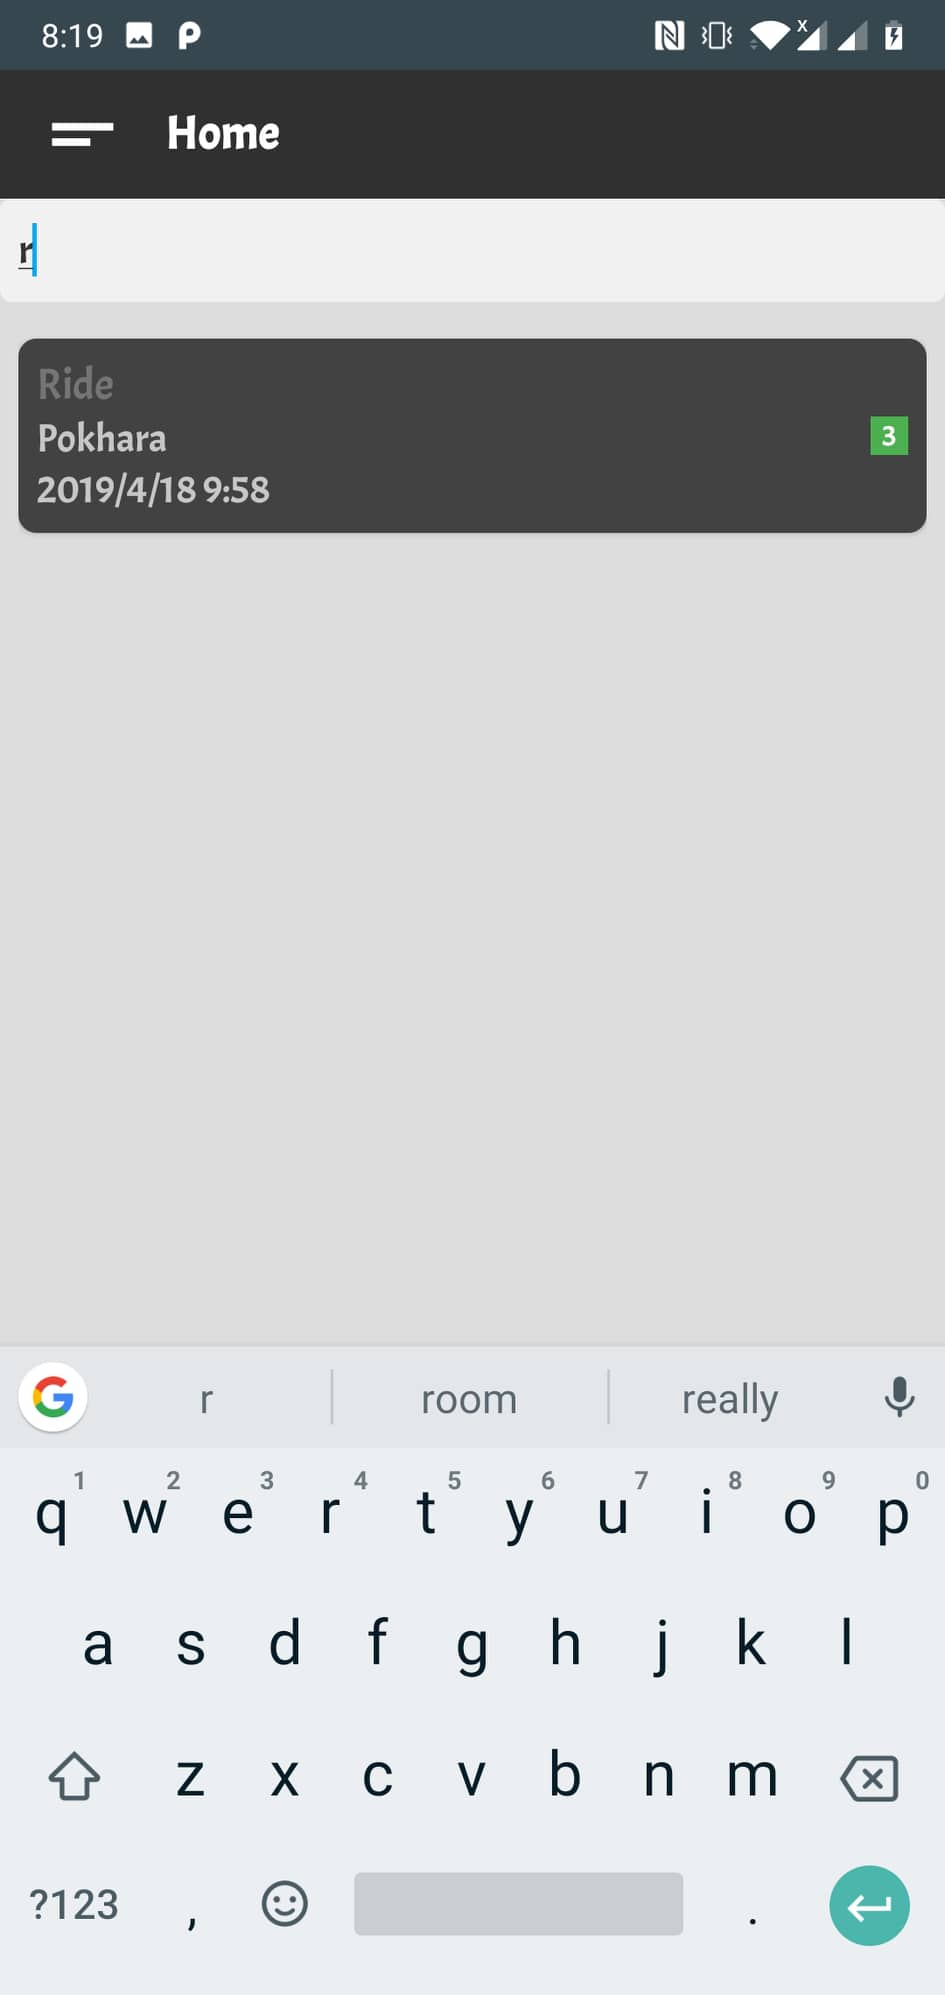 8:19
Home
r
Ride
Pokhara
3
2019/4/18 9:58
r room really
1 2 3 4 5 6 7 8 9 0
q w e r t y u i o p
a s d f g h j k l
z x c v b n m
?123 , .